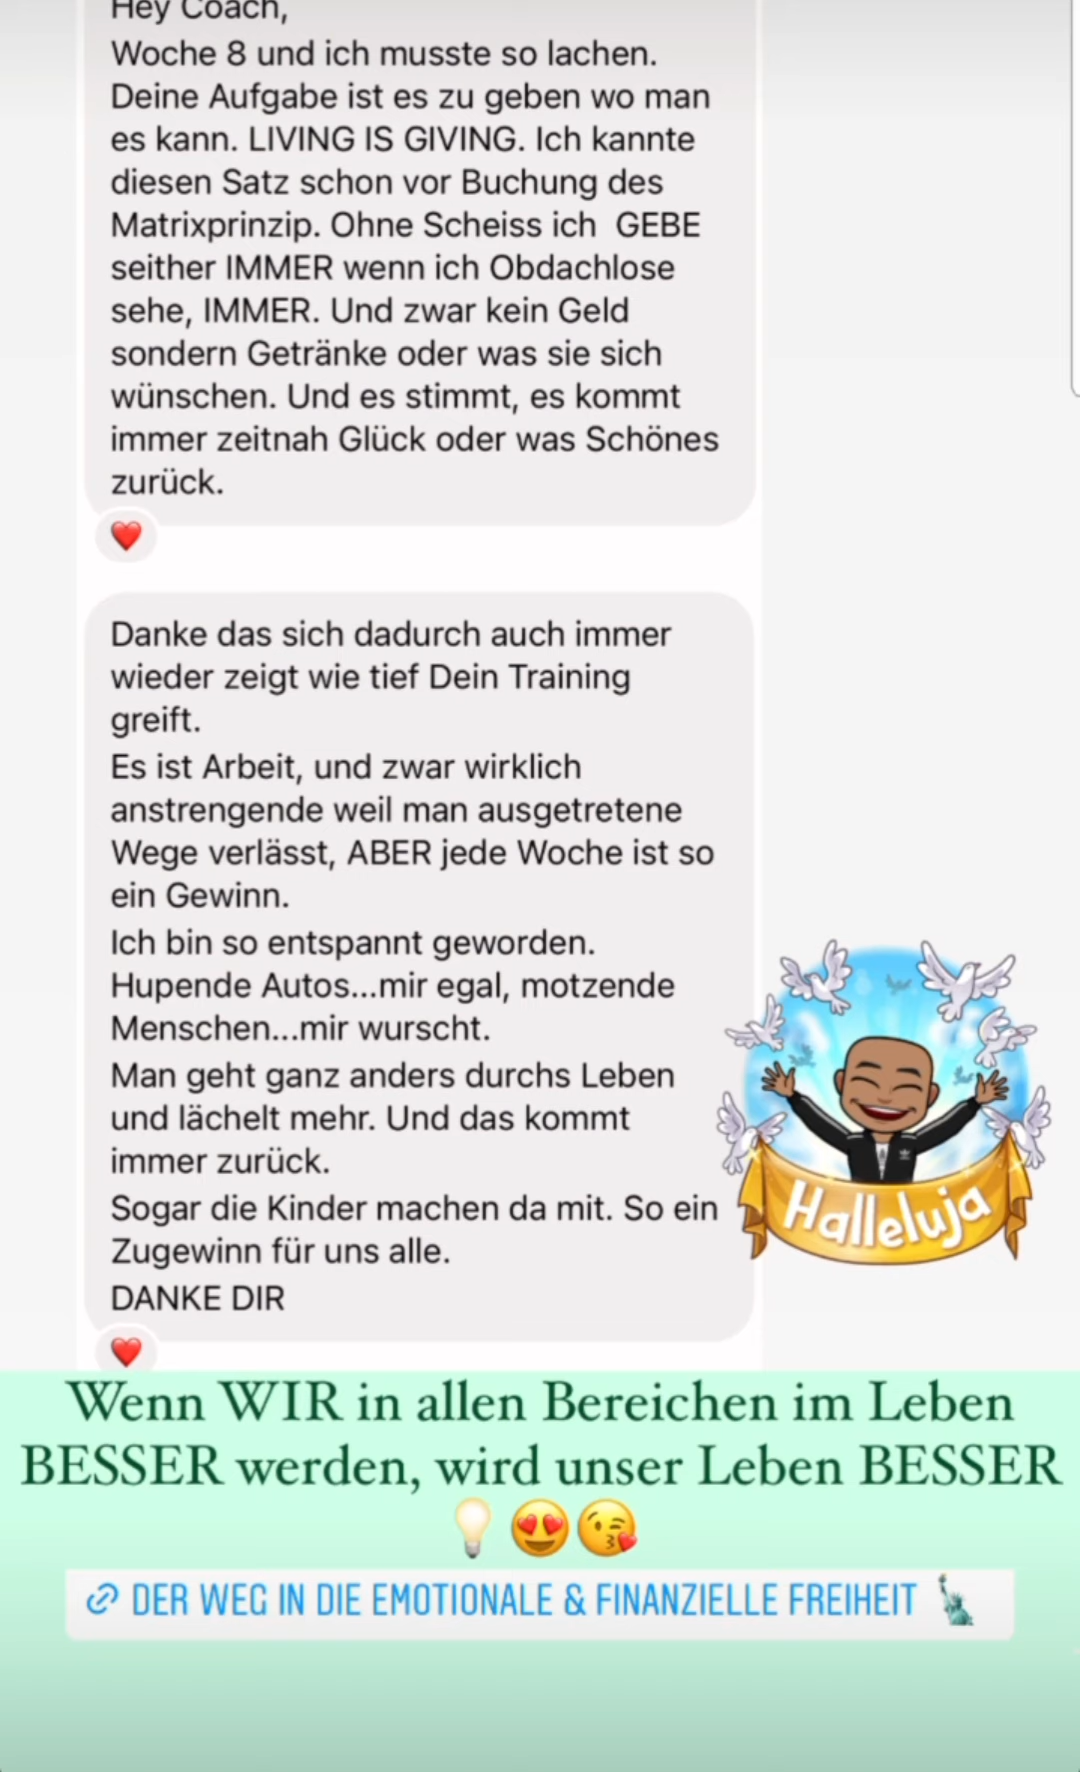 Hey Coach,
Woche 8 und ich musste so lachen.
Deine Aufgabe ist es zu geben wo man
es kann. LIVING IS GIVING. Ich kannte
diesen Satz schon vor Buchung des
Matrixprinzip. Ohne Scheiss ich  GEBE
seither IMMER wenn ich Obdachlose
sehe, IMMER. Und zwar kein Geld
sondern Getränke oder was sie sich
wünschen. Und es stimmt, es kommt
immer zeitnah Glück oder was Schönes
zurück.
Danke das sich dadurch auch immer
wieder zeigt wie tief Dein Training
greift.
Es ist Arbeit, und zwar wirklich
anstrengende weil man ausgetretene
Wege verlässt, ABER jede Woche ist so
ein Gewinn.
Ich bin so entspannt geworden.
Hupende Autos...mir egal, motzende
Menschen...mir wurscht.
Man geht ganz anders durchs Leben
und lächelt mehr. Und das kommt
immer zurück.
Sogar die Kinder machen da mit. So ein
Zugewinn für uns alle.
DANKE DIR
Halleluja
Wenn WIR in allen Bereichen im Leben
BESSER werden, wird unser Leben BESSER
💡😍😘
DER WEG IN DIE EMOTIONALE & FINANZIELLE FREIHEIT 🗽